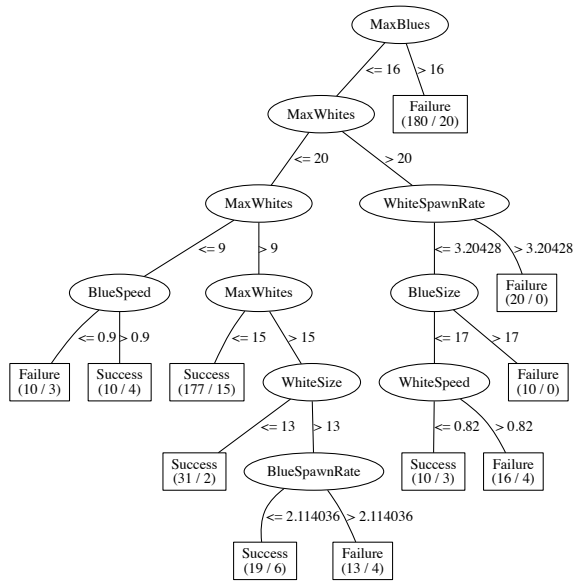 MaxBlues
<= 16
> 16
MaxWhites
Failure
(180 / 20)
<= 20
> 20
MaxWhites
WhiteSpawnRate
<= 9
> 9
<= 3.20428
> 3.20428
BlueSpeed
MaxWhites
BlueSize
Failure
(20 / 0)
<= 0.9
> 0.9
<= 15
> 15
<= 17
> 17
Failure
(10 / 3)
Success
(10 / 4)
Success
(177 / 15)
WhiteSize
WhiteSpeed
Failure
(10 / 0)
<= 13
> 13
<= 0.82
> 0.82
Success
(31 / 2)
BlueSpawnRate
Success
(10 / 3)
Failure
(16 / 4)
<= 2.114036
> 2.114036
Success
(19 / 6)
Failure
(13 / 4)